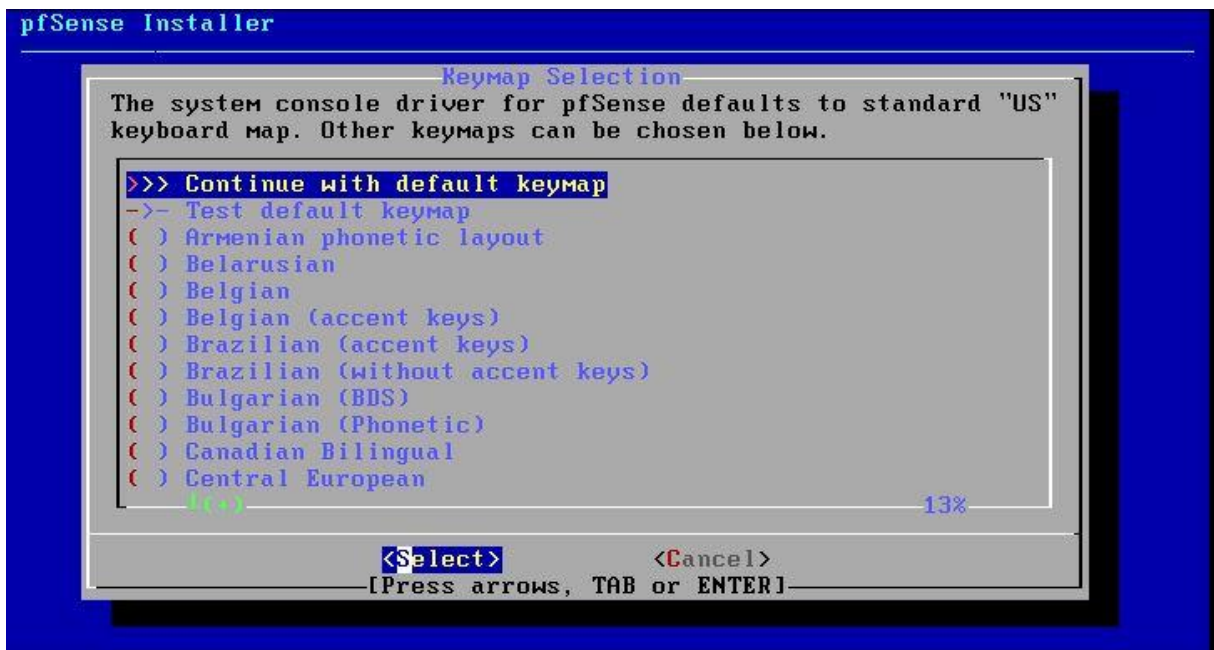 pfSense Installer
Keymap Selection
The system console driver for pfSense defaults to standard "US"
keyboard map. Other keymaps can be chosen below.
>>> Continue with default keymap
->- Test default keymap
( ) Armenian phonetic layout
( ) Belarusian
( ) Belgian
( ) Belgian (accent keys)
( ) Brazilian (accent keys)
( ) Brazilian (without accent keys)
( ) Bulgarian (BDS)
( ) Bulgarian (Phonetic)
( ) Canadian Bilingual
( ) Central European
↓(+) 13%
<Select> <Cancel>
[Press arrows, TAB or ENTER]